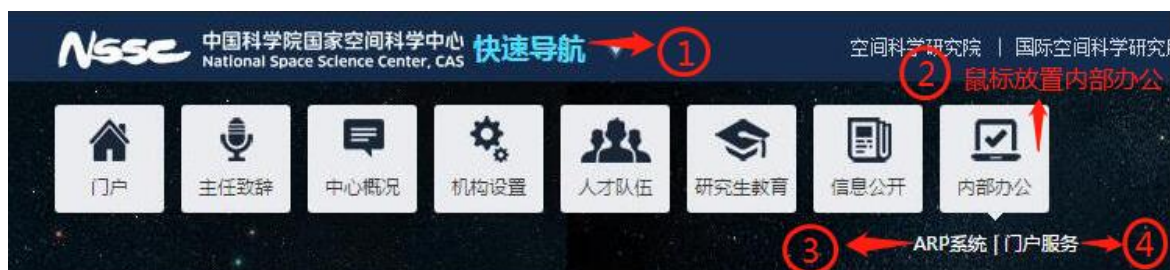 NSSC 中国科学院国家空间科学中心 快速导航 ① 空间科学研究院 | 国际空间科学研究
National Space Science Center, CAS
② 鼠标放置内部办公
门户 主任致辞 中心概况 机构设置 人才队伍 研究生教育 信息公开 内部办公
③ ARP系统 | 门户服务 ④